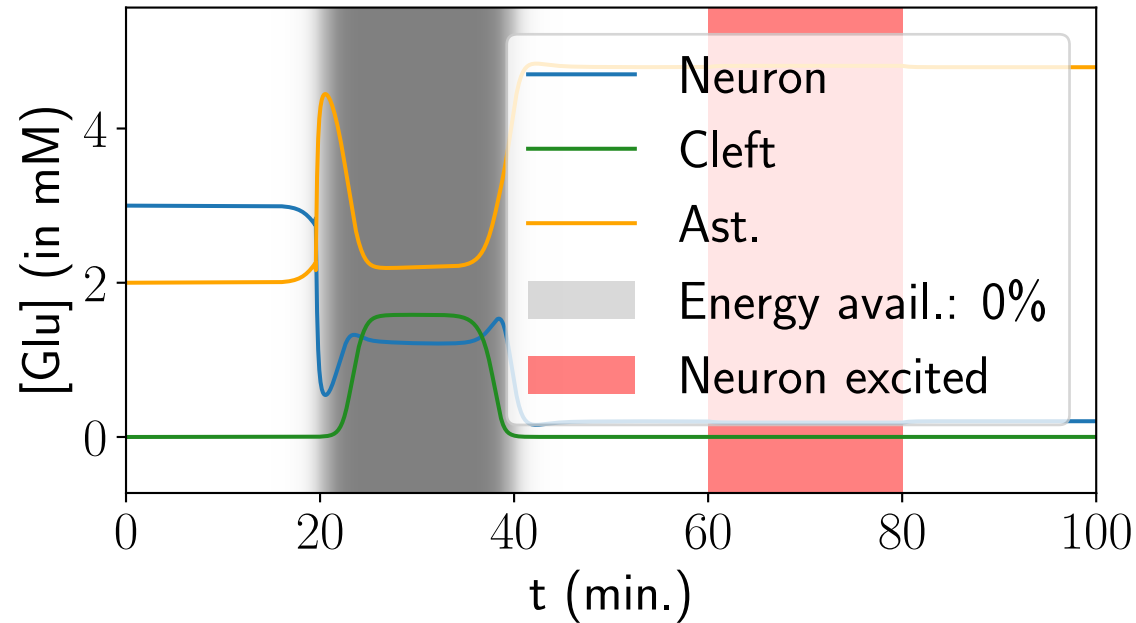 [Glu] (in mM)
4
2
0
Neuron
Cleft
Ast.
Energy avail.: 0%
Neuron excited
0 20 40 60 80 100
t (min.)